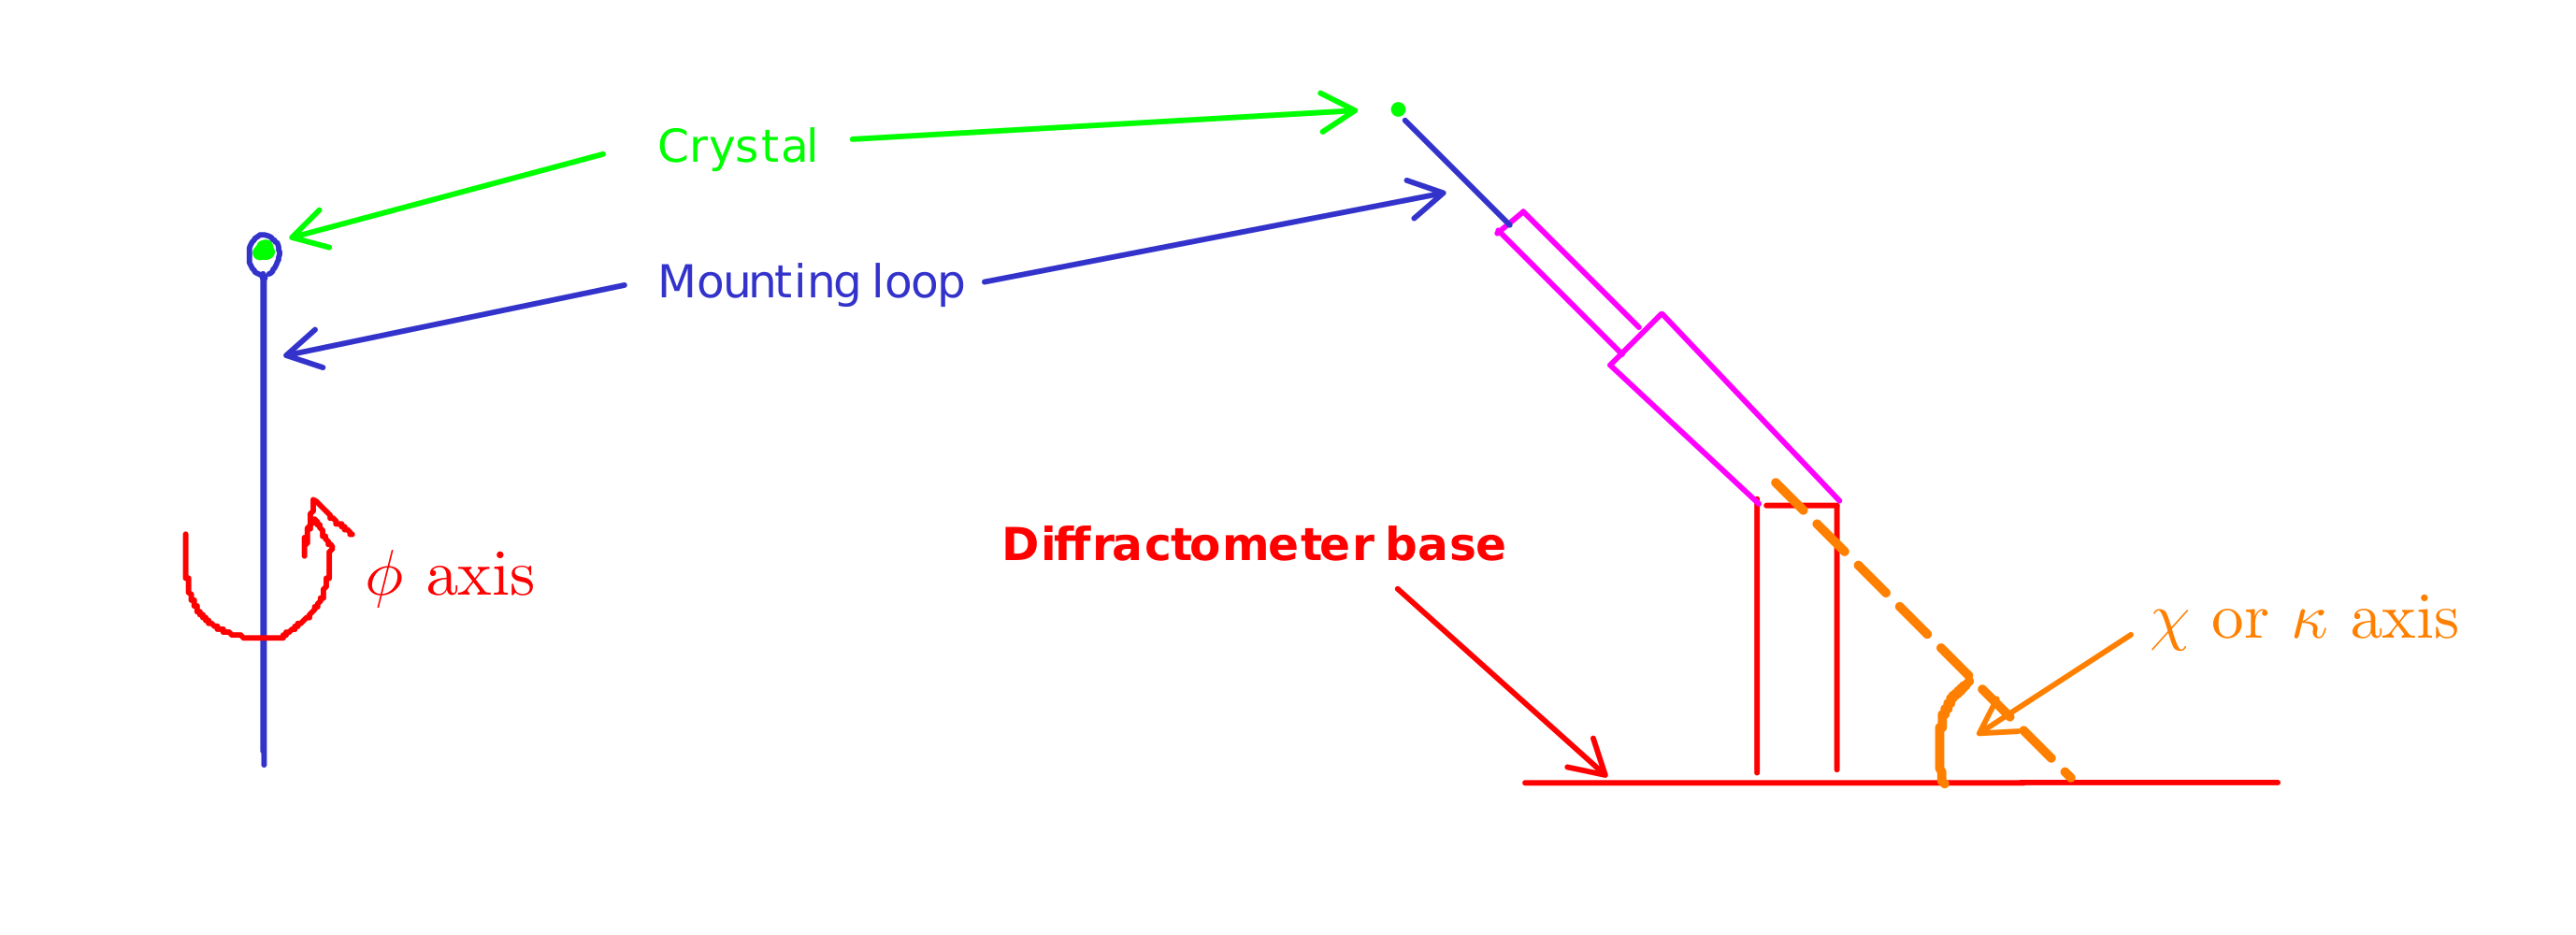 Crystal
Mounting loop
Diffractometer base
ϕ axis
χ or κ axis